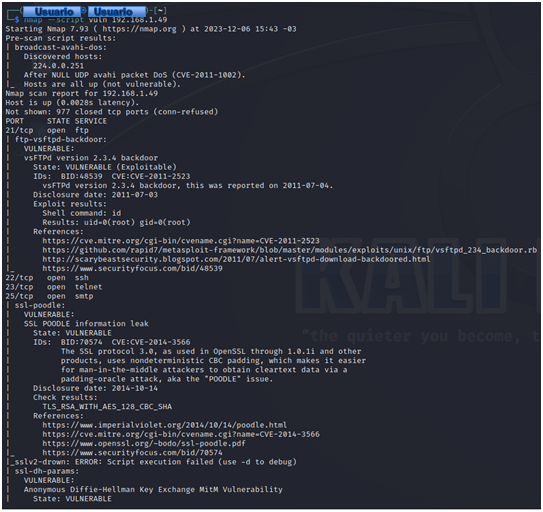 Usuario Usuario -[~]
$ nmap --script vuln 192.168.1.49
Starting Nmap 7.93 ( https://nmap.org ) at 2023-12-06 15:43 -03
Pre-scan script results:
| broadcast-avahi-dos:
|   Discovered hosts:
|     224.0.0.251
|   After NULL UDP avahi packet DoS (CVE-2011-1002).
|_  Hosts are all up (not vulnerable).
Nmap scan report for 192.168.1.49
Host is up (0.0028s latency).
Not shown: 977 closed tcp ports (conn-refused)
PORT     STATE SERVICE
21/tcp   open  ftp
| ftp-vsftpd-backdoor:
|   VULNERABLE:
|   vsFTPd version 2.3.4 backdoor
|     State: VULNERABLE (Exploitable)
|     IDs:  BID:48539  CVE:CVE-2011-2523
|       vsFTPd version 2.3.4 backdoor, this was reported on 2011-07-04.
|     Disclosure date: 2011-07-03
|     Exploit results:
|       Shell command: id
|       Results: uid=0(root) gid=0(root)
|     References:
|       https://cve.mitre.org/cgi-bin/cvename.cgi?name=CVE-2011-2523
|       https://github.com/rapid7/metasploit-framework/blob/master/modules/exploits/unix/ftp/vsftpd_234_backdoor.rb
|       http://scarybeastsecurity.blogspot.com/2011/07/alert-vsftpd-download-backdoored.html
|_      https://www.securityfocus.com/bid/48539
22/tcp   open  ssh
23/tcp   open  telnet
25/tcp   open  smtp
| ssl-poodle:
|   VULNERABLE:
|   SSL POODLE information leak
|     State: VULNERABLE
|     IDs:  BID:70574  CVE:CVE-2014-3566
|           The SSL protocol 3.0, as used in OpenSSL through 1.0.1i and other
|           products, uses nondeterministic CBC padding, which makes it easier
|           for man-in-the-middle attackers to obtain cleartext data via a
|           padding-oracle attack, aka the "POODLE" issue.
|     Disclosure date: 2014-10-14
|     Check results:
|       TLS_RSA_WITH_AES_128_CBC_SHA
|     References:
|       https://www.imperialviolet.org/2014/10/14/poodle.html
|       https://cve.mitre.org/cgi-bin/cvename.cgi?name=CVE-2014-3566
|       https://www.openssl.org/~bodo/ssl-poodle.pdf
|_      https://www.securityfocus.com/bid/70574
|_sslv2-drown: ERROR: Script execution failed (use -d to debug)
| ssl-dh-params:
|   VULNERABLE:
|   Anonymous Diffie-Hellman Key Exchange MitM Vulnerability
|     State: VULNERABLE
KALI
"the quieter you become, t